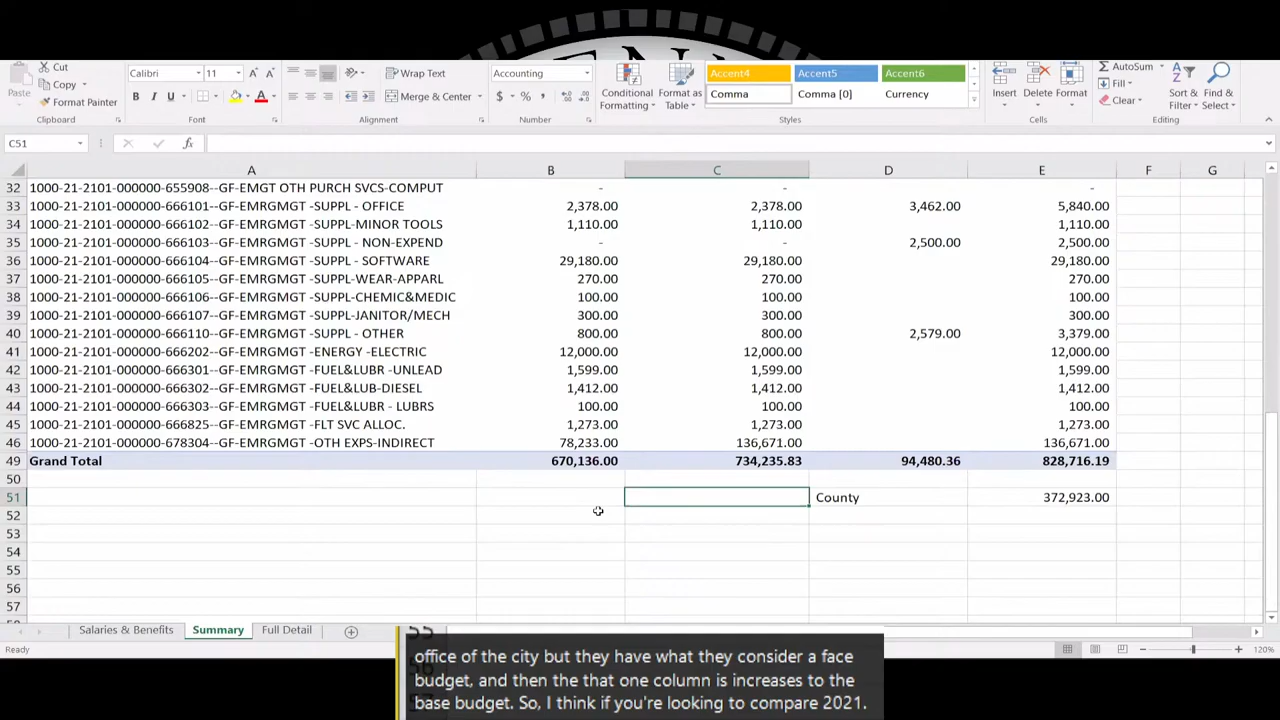 Cut
Copy
Format Painter
Paste
Clipboard
Calibri 11
B I U
Font
Wrap Text
Merge & Center
Alignment
Accounting
$ % ,
Number
Conditional Formatting
Format as Table
Accent4 Accent5 Accent6
Comma Comma [0] Currency
Styles
Insert Delete Format
Cells
AutoSum
Fill
Clear
Sort & Filter
Find & Select
Editing
C51 fx
A B C D E F G
32 1000-21-2101-000000-655908--GF-EMGT OTH PURCH SVCS-COMPUT - - -
33 1000-21-2101-000000-666101--GF-EMRGMGT -SUPPL - OFFICE 2,378.00 2,378.00 3,462.00 5,840.00
34 1000-21-2101-000000-666102--GF-EMRGMGT -SUPPL-MINOR TOOLS 1,110.00 1,110.00 1,110.00
35 1000-21-2101-000000-666103--GF-EMRGMGT -SUPPL - NON-EXPEND - - 2,500.00 2,500.00
36 1000-21-2101-000000-666104--GF-EMRGMGT -SUPPL - SOFTWARE 29,180.00 29,180.00 29,180.00
37 1000-21-2101-000000-666105--GF-EMRGMGT -SUPPL-WEAR-APPARL 270.00 270.00 270.00
38 1000-21-2101-000000-666106--GF-EMRGMGT -SUPPL-CHEMIC&MEDIC 100.00 100.00 100.00
39 1000-21-2101-000000-666107--GF-EMRGMGT -SUPPL-JANITOR/MECH 300.00 300.00 300.00
40 1000-21-2101-000000-666110--GF-EMRGMGT -SUPPL - OTHER 800.00 800.00 2,579.00 3,379.00
41 1000-21-2101-000000-666202--GF-EMRGMGT -ENERGY -ELECTRIC 12,000.00 12,000.00 12,000.00
42 1000-21-2101-000000-666301--GF-EMRGMGT -FUEL&LUBR -UNLEAD 1,599.00 1,599.00 1,599.00
43 1000-21-2101-000000-666302--GF-EMRGMGT -FUEL&LUB-DIESEL 1,412.00 1,412.00 1,412.00
44 1000-21-2101-000000-666303--GF-EMRGMGT -FUEL&LUBR - LUBRS 100.00 100.00 100.00
45 1000-21-2101-000000-666825--GF-EMRGMGT -FLT SVC ALLOC. 1,273.00 1,273.00 1,273.00
46 1000-21-2101-000000-678304--GF-EMRGMGT -OTH EXPS-INDIRECT 78,233.00 136,671.00 136,671.00
49 Grand Total 670,136.00 734,235.83 94,480.36 828,716.19
50
51 County 372,923.00
52
53
54
55
56
57
Salaries & Benefits Summary Full Detail
Ready 120%
55
office of the city but they have what they consider a face
budget, and then the that one column is increases to the
base budget. So, I think if you're looking to compare 2021.